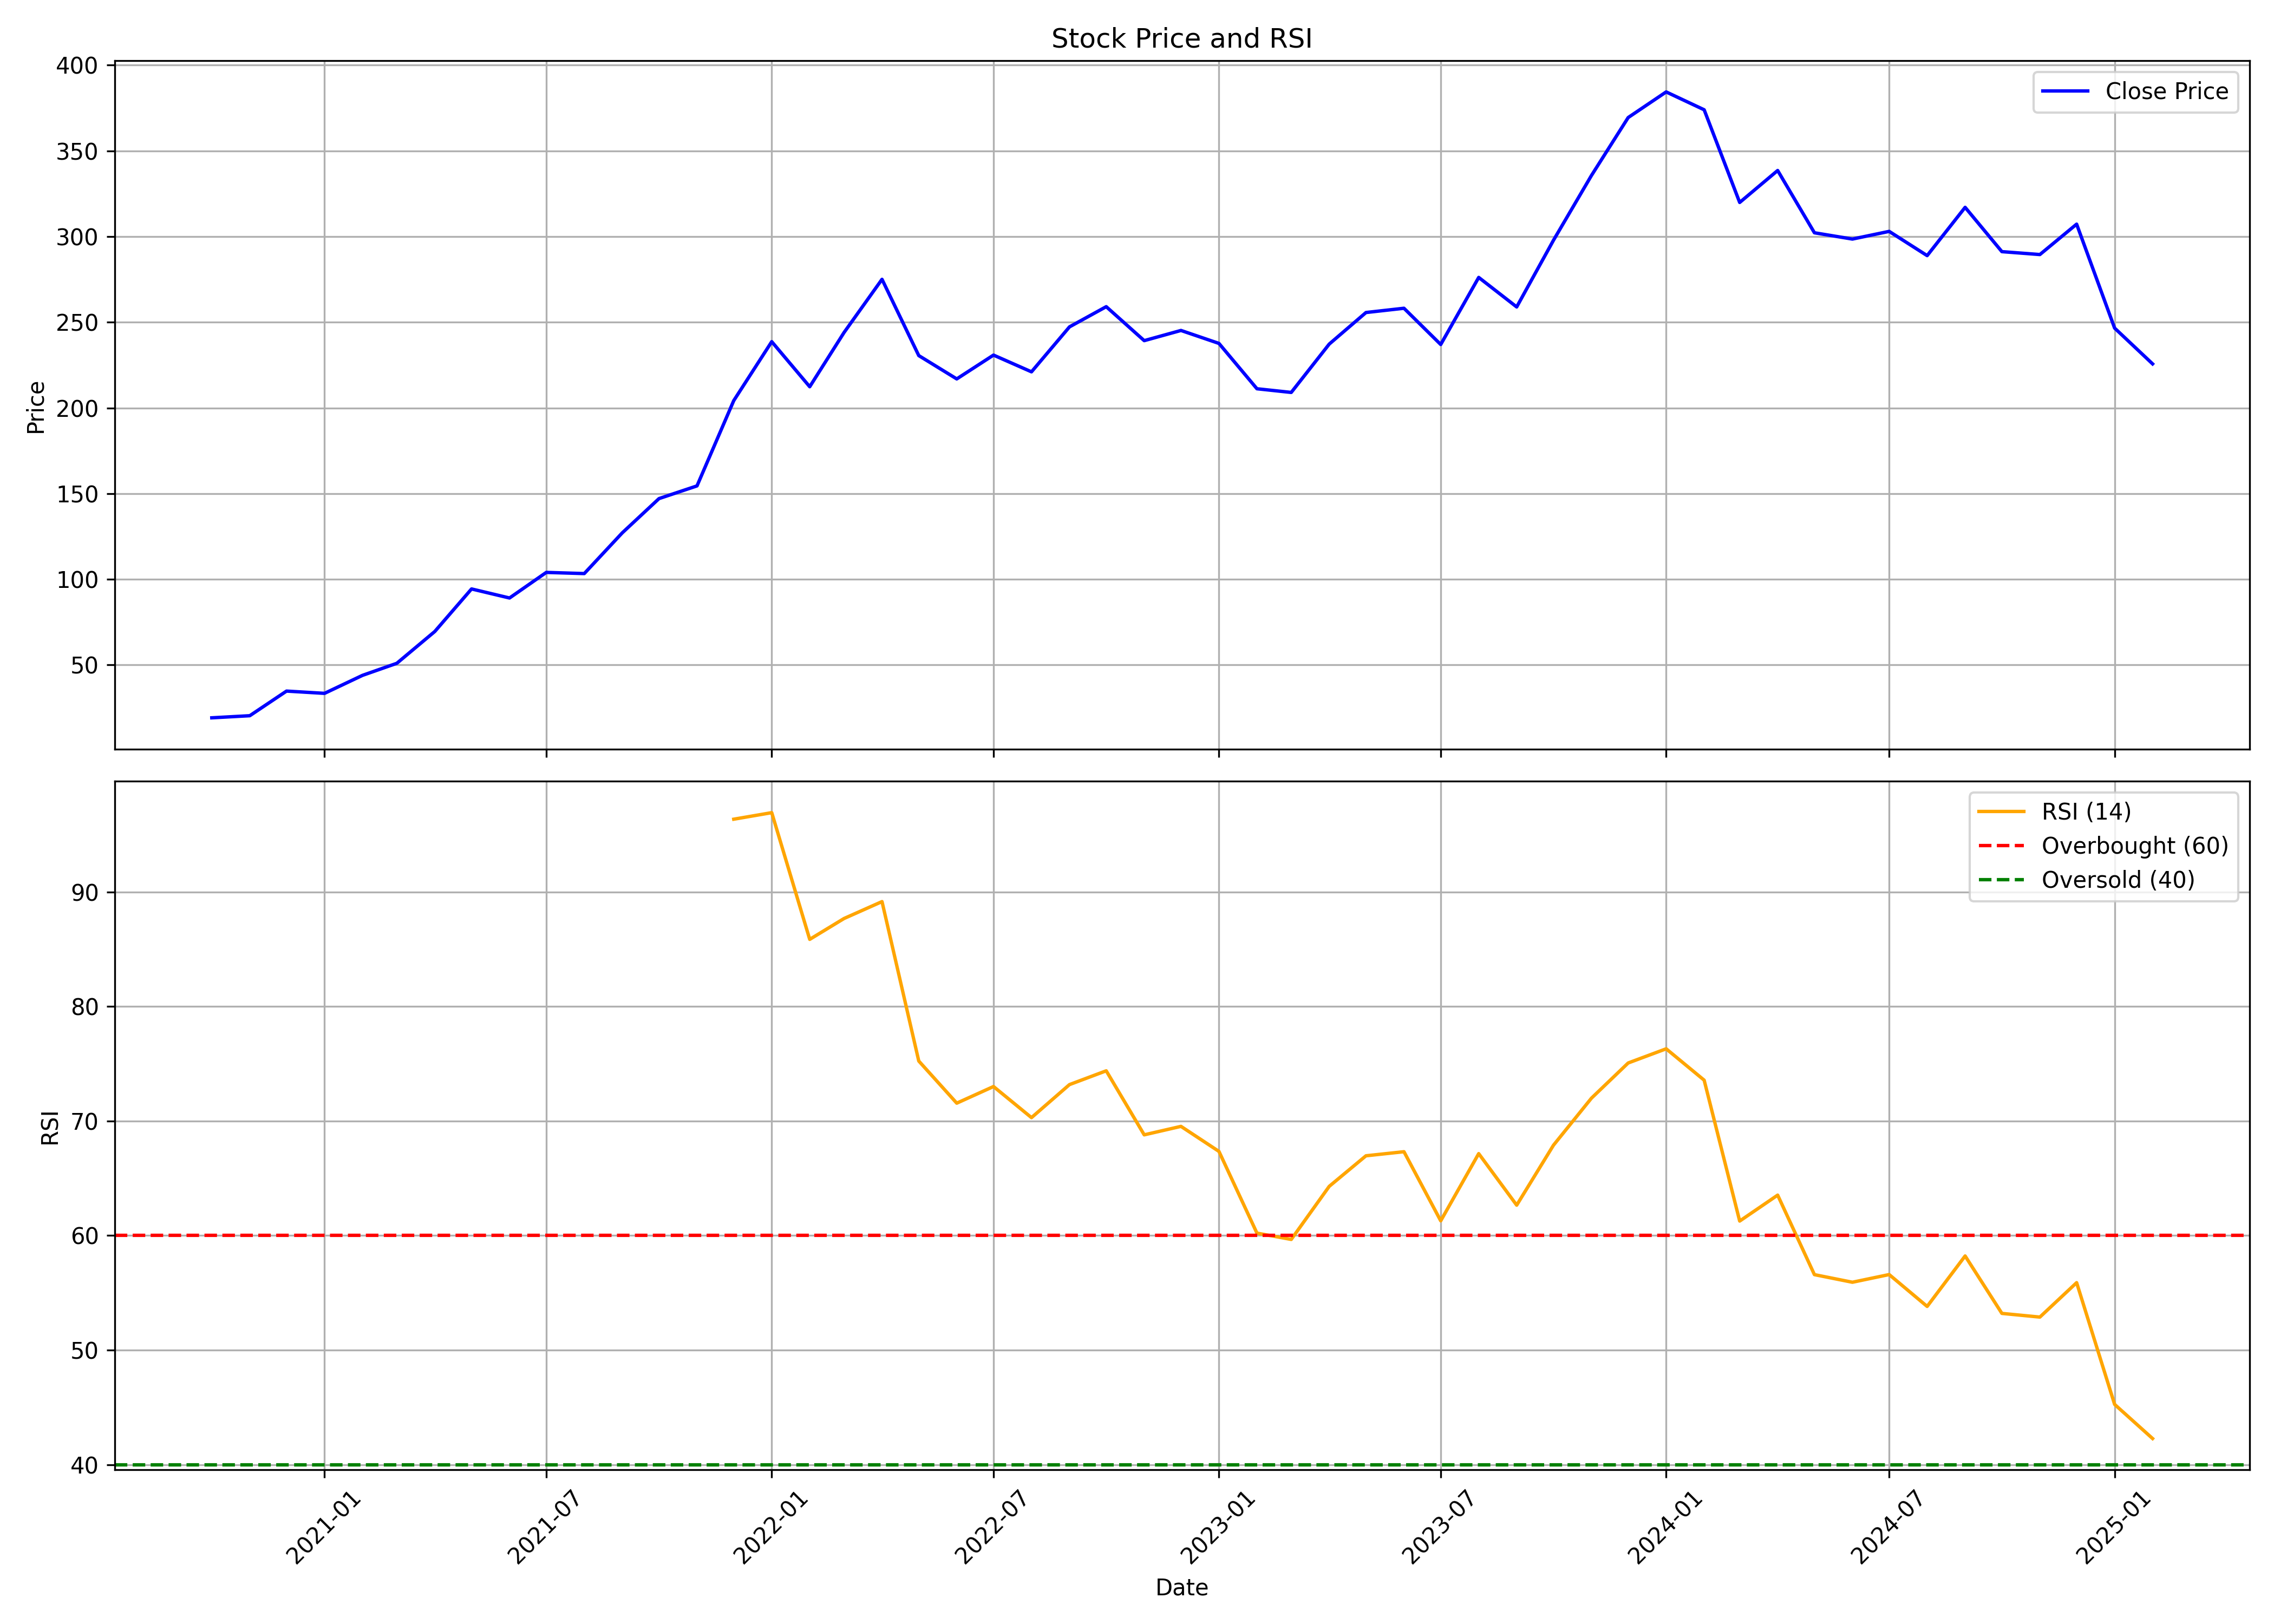 Stock Price and RSI
400
350
300
250
200
150
100
50
Price
Close Price
90
80
70
60
50
40
RSI
RSI (14)
Overbought (60)
Oversold (40)
2021-01
2021-07
2022-01
2022-07
2023-01
2023-07
2024-01
2024-07
2025-01
Date